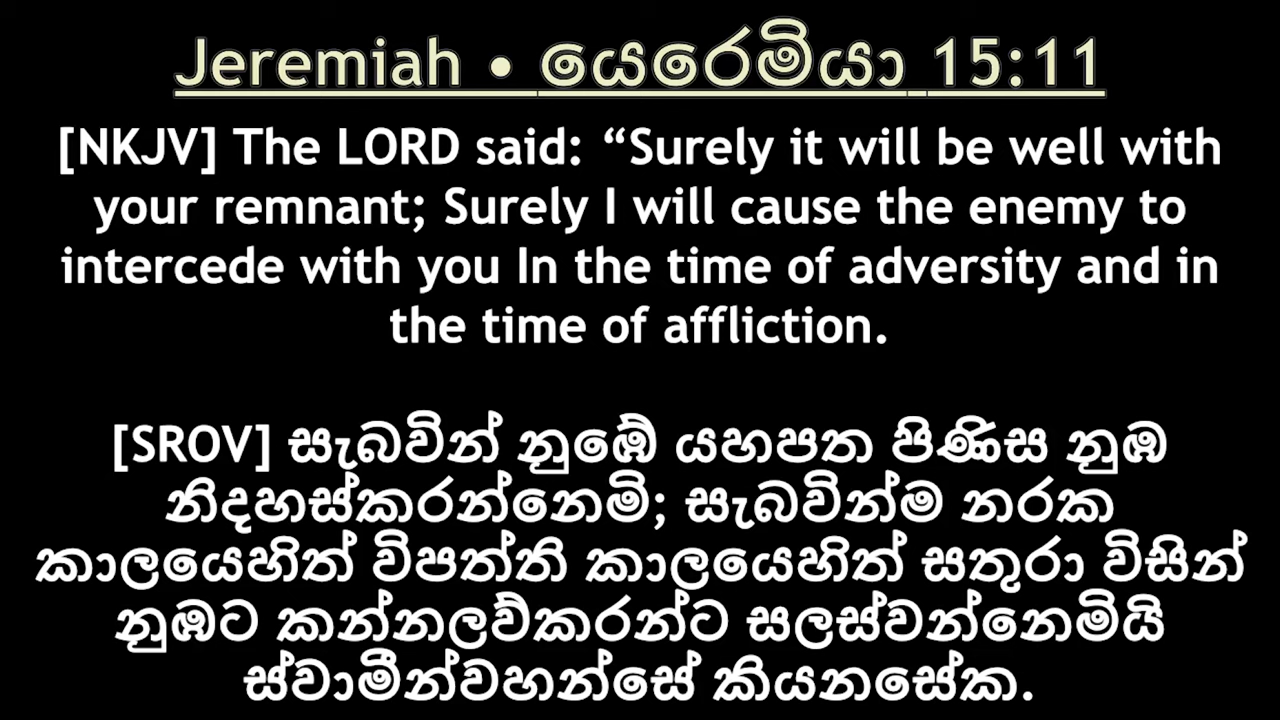 Jeremiah • යෙරෙමියා 15:11
[NKJV] The LORD said: “Surely it will be well with
your remnant; Surely I will cause the enemy to
intercede with you In the time of adversity and in
the time of affliction.
[SROV] සැබවින් නුඹේ යහපත පිණිස නුඹ
නිදහස්කරන්නෙමි; සැබවින්ම නරක
කාලයෙහිත් විපත්ති කාලයෙහිත් සතුරා විසින්
නුඹට කන්නලව්කරන්ට සලස්වන්නෙමියි
ස්වාමීන්වහන්සේ කියනසේක.